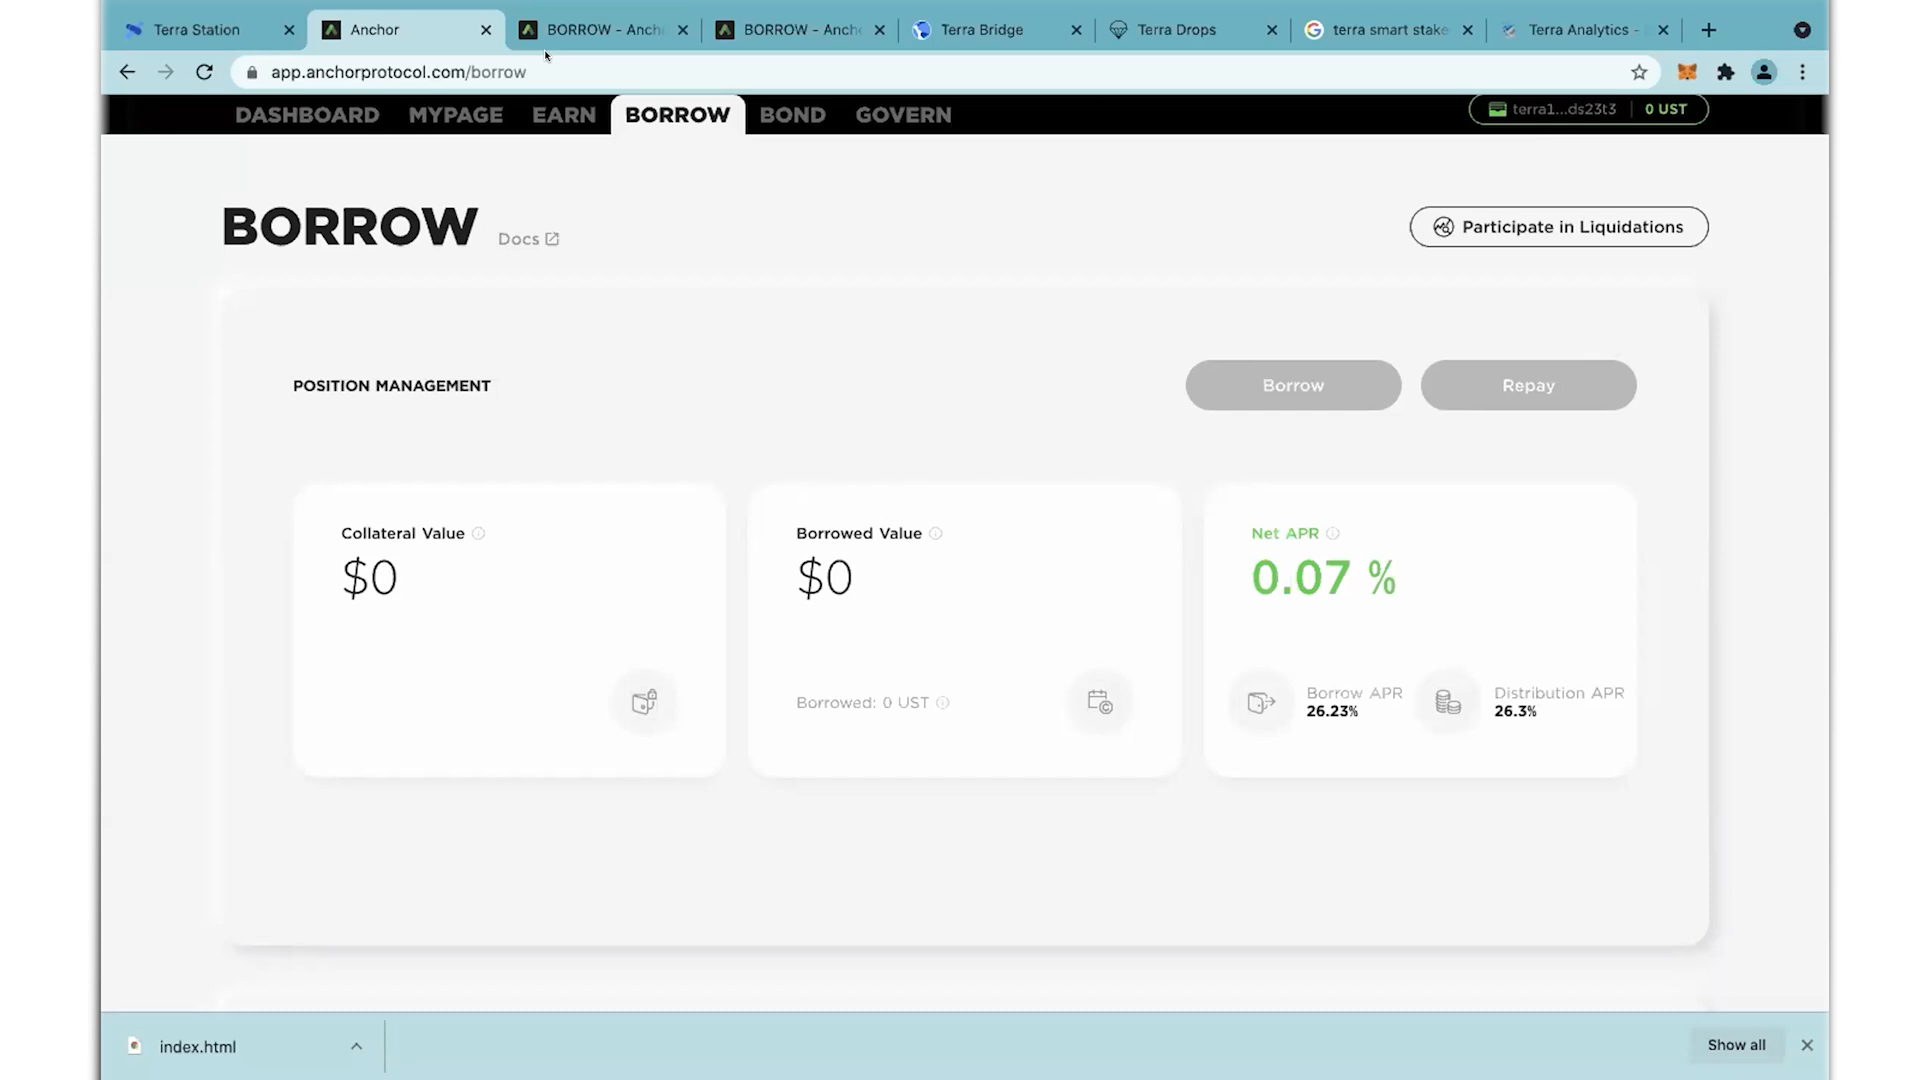 Terra Station
Anchor
BORROW - Anch
BORROW - Anch
Terra Bridge
Terra Drops
terra smart stake
Terra Analytics -
app.anchorprotocol.com/borrow
DASHBOARD
MYPAGE
EARN
BORROW
BOND
GOVERN
terra1...ds23t3
0 UST
BORROW
Docs
Participate in Liquidations
POSITION MANAGEMENT
Borrow
Repay
Collateral Value
$0
Borrowed Value
$0
Borrowed: 0 UST
Net APR
0.07 %
Borrow APR
26.23%
Distribution APR
26.3%
index.html
Show all